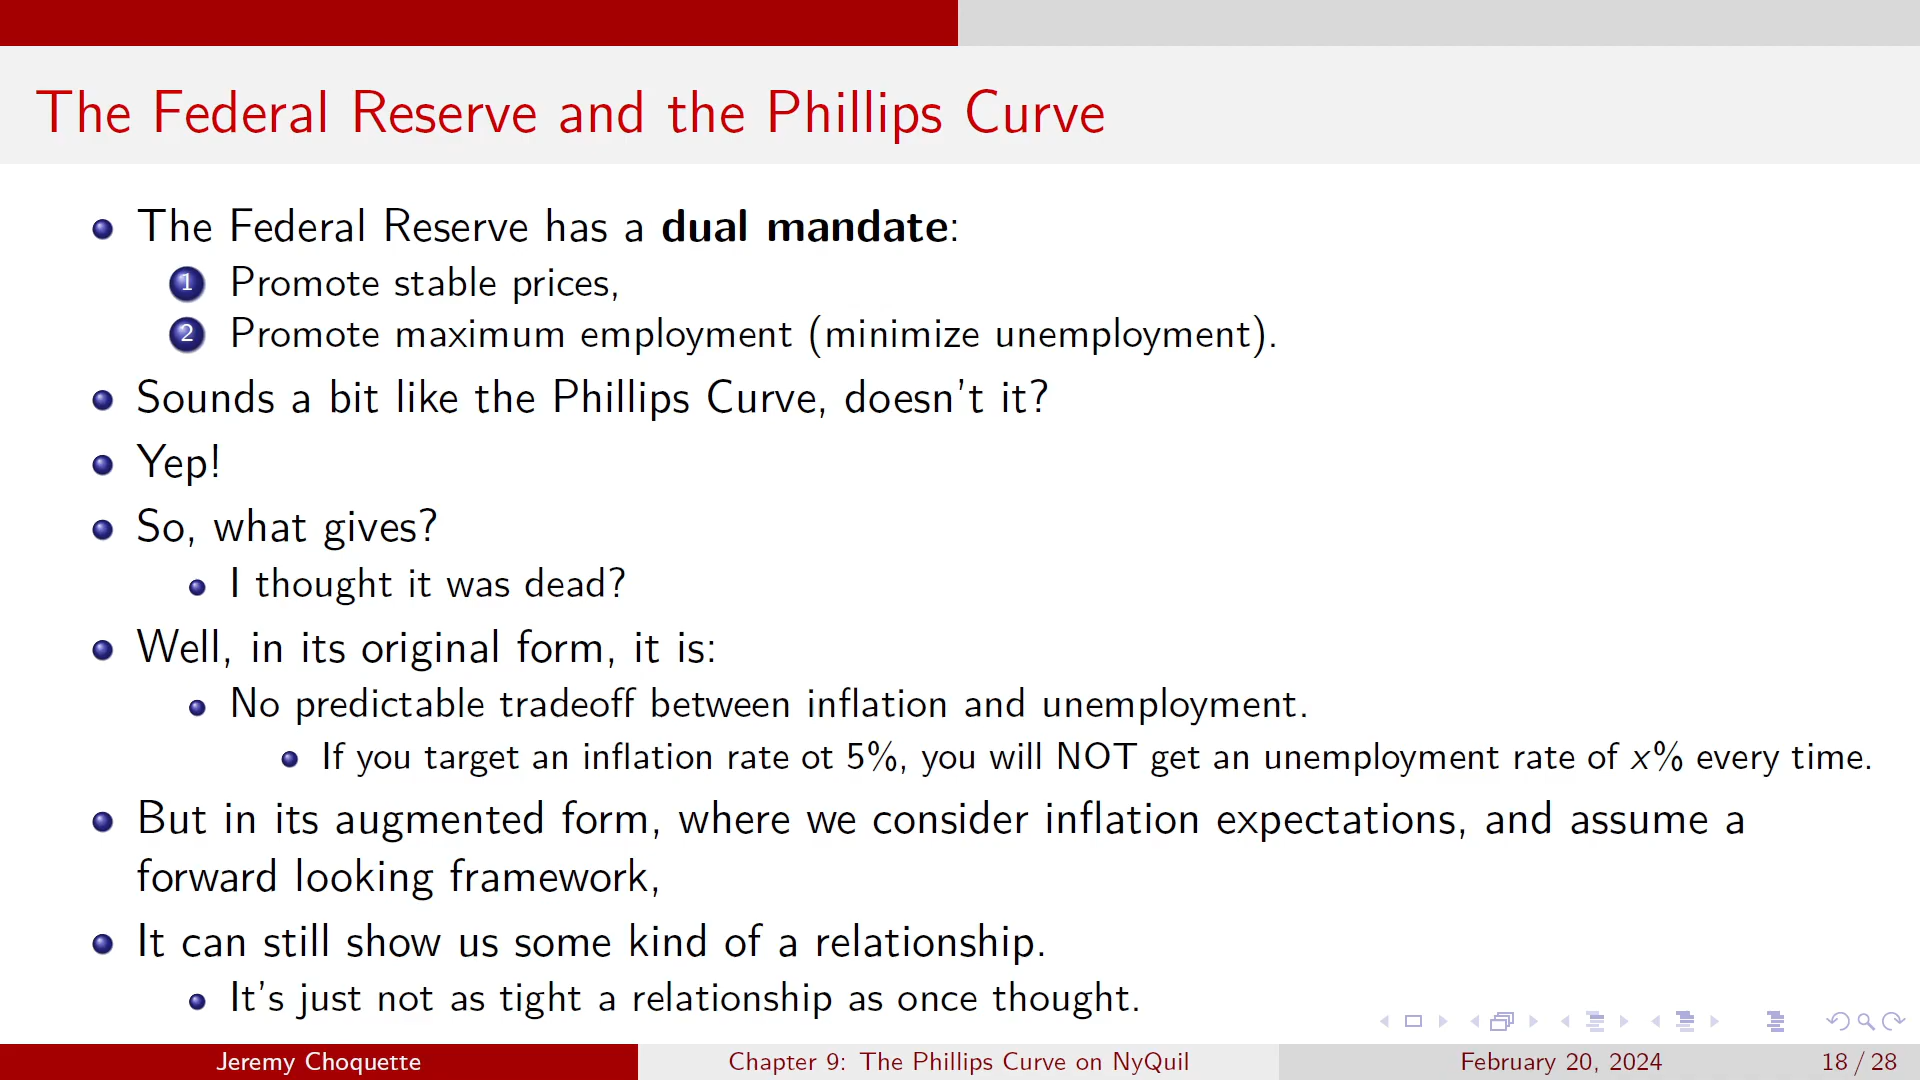 The Federal Reserve and the Phillips Curve
The Federal Reserve has a dual mandate:
1 Promote stable prices,
2 Promote maximum employment (minimize unemployment).
Sounds a bit like the Phillips Curve, doesn't it?
Yep!
So, what gives?
I thought it was dead?
Well, in its original form, it is:
No predictable tradeoff between inflation and unemployment.
If you target an inflation rate ot 5%, you will NOT get an unemployment rate of x% every time.
But in its augmented form, where we consider inflation expectations, and assume a
forward looking framework,
It can still show us some kind of a relationship.
It's just not as tight a relationship as once thought.
Jeremy Choquette
Chapter 9: The Phillips Curve on NyQuil
February 20, 2024
18 / 28